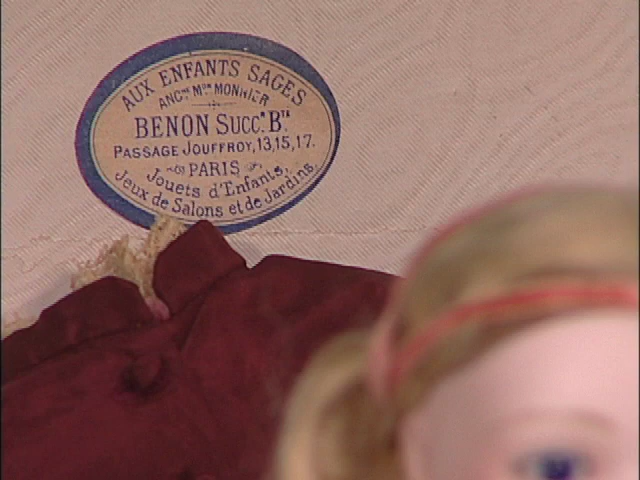 AUX ENFANTS SAGES
ANCNE MON MONNIER
BENON SUCCR. BTÉ
PASSAGE JOUFFROY, 13, 15, 17.
PARIS
Jouets d'Enfants,
Jeux de Salons et de Jardins.